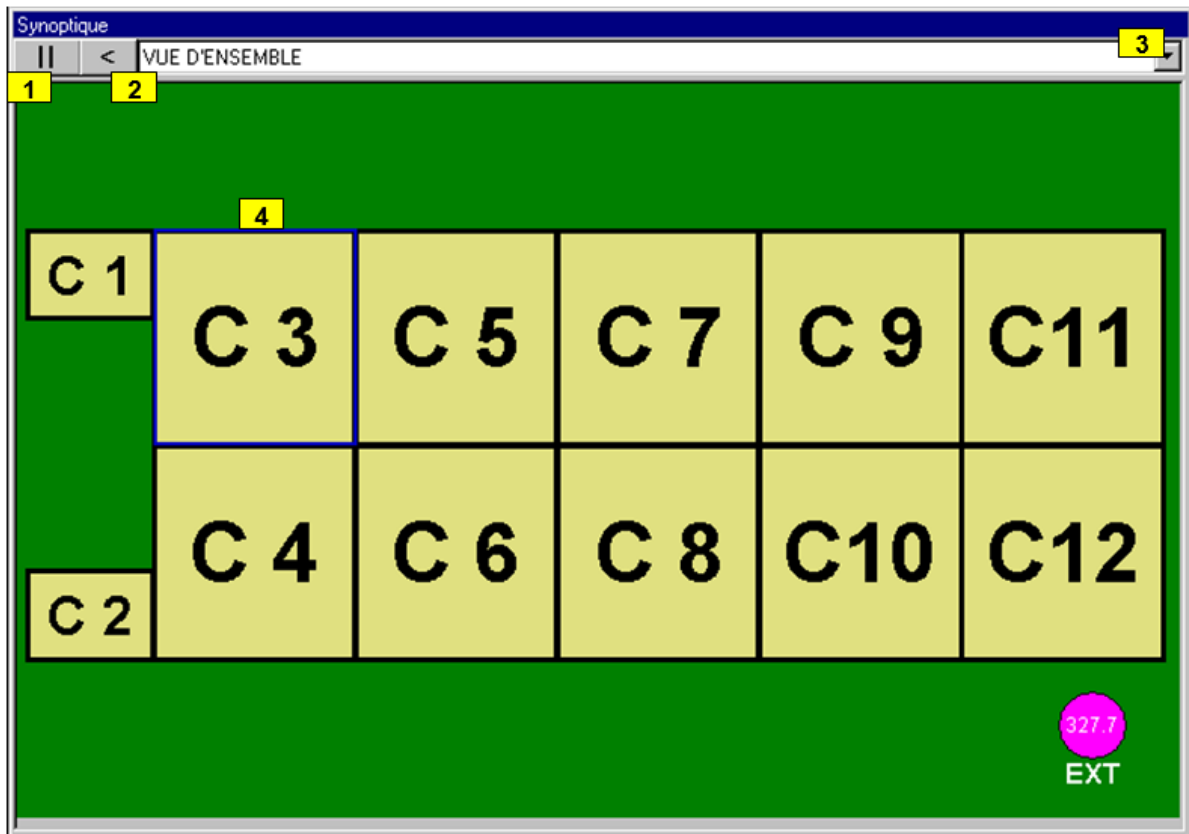 Synoptique
|| < VUE D'ENSEMBLE 3
1 2
4
C 1
C 3 C 5 C 7 C 9 C11
C 4 C 6 C 8 C10 C12
C 2
327.7
EXT